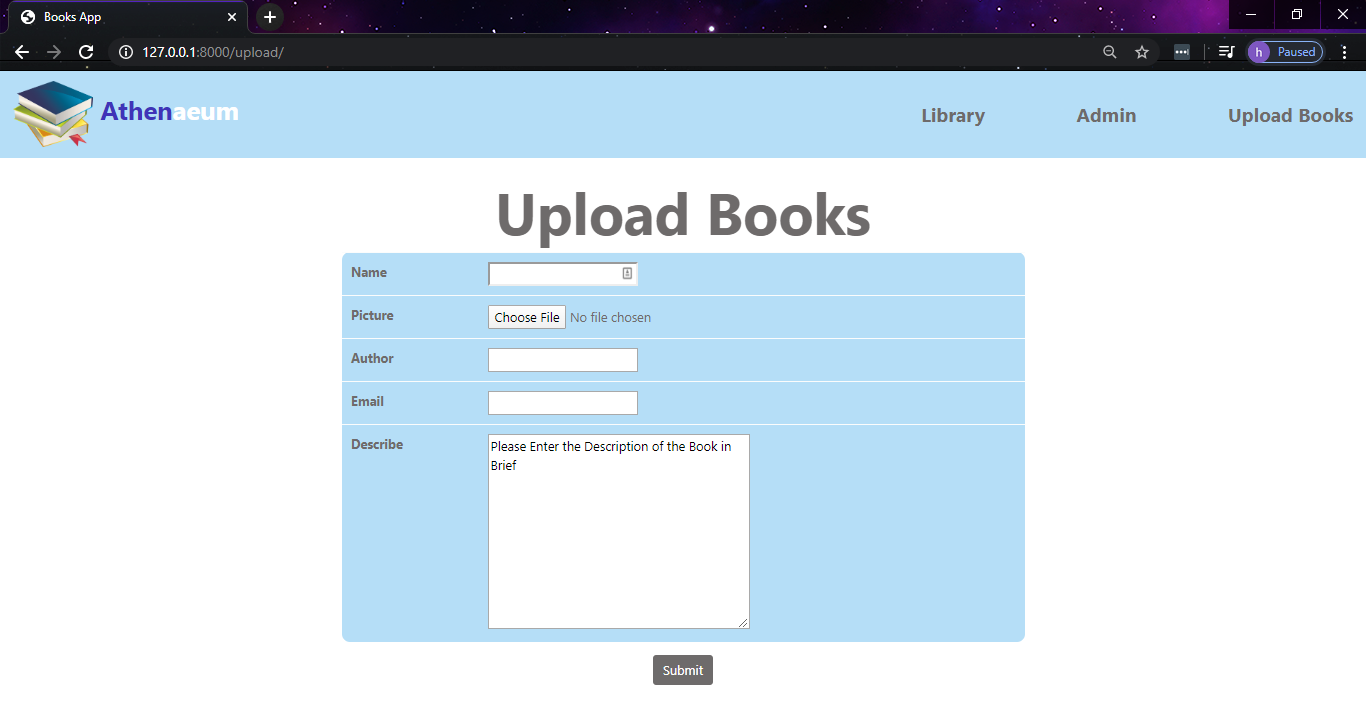 Books App
127.0.0.1:8000/upload/
h Paused
Athenaeum
Library Admin Upload Books
Upload Books
Name
Picture Choose File No file chosen
Author
Email
Describe Please Enter the Description of the Book in
Brief
Submit